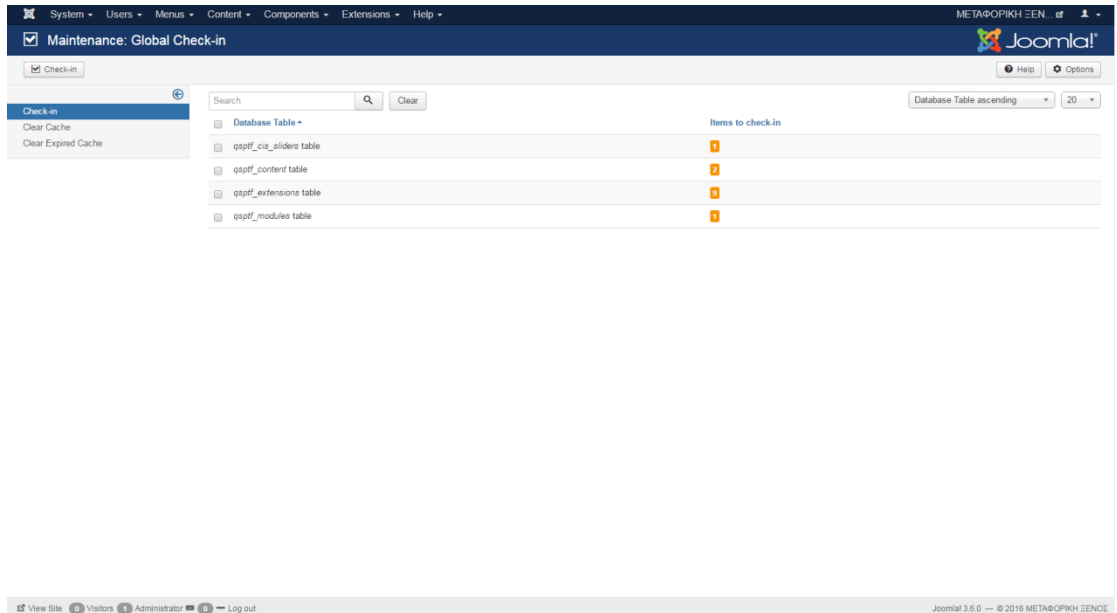 System Users Menus Content Components Extensions Help ΜΕΤΑΦΟΡΙΚΗ ΞΕΝ...
Maintenance: Global Check-in Joomla!®
Check-in Help Options
Search Clear Database Table ascending 20
Check-in
Clear Cache
Clear Expired Cache
Database Table Items to check-in
qsptf_cis_sliders table 1
qsptf_content table 2
qsptf_extensions table 9
qsptf_modules table 1
View Site 0 Visitors 1 Administrator 0 Log out Joomla! 3.6.0 — © 2016 ΜΕΤΑΦΟΡΙΚΗ ΞΕΝΟΣ